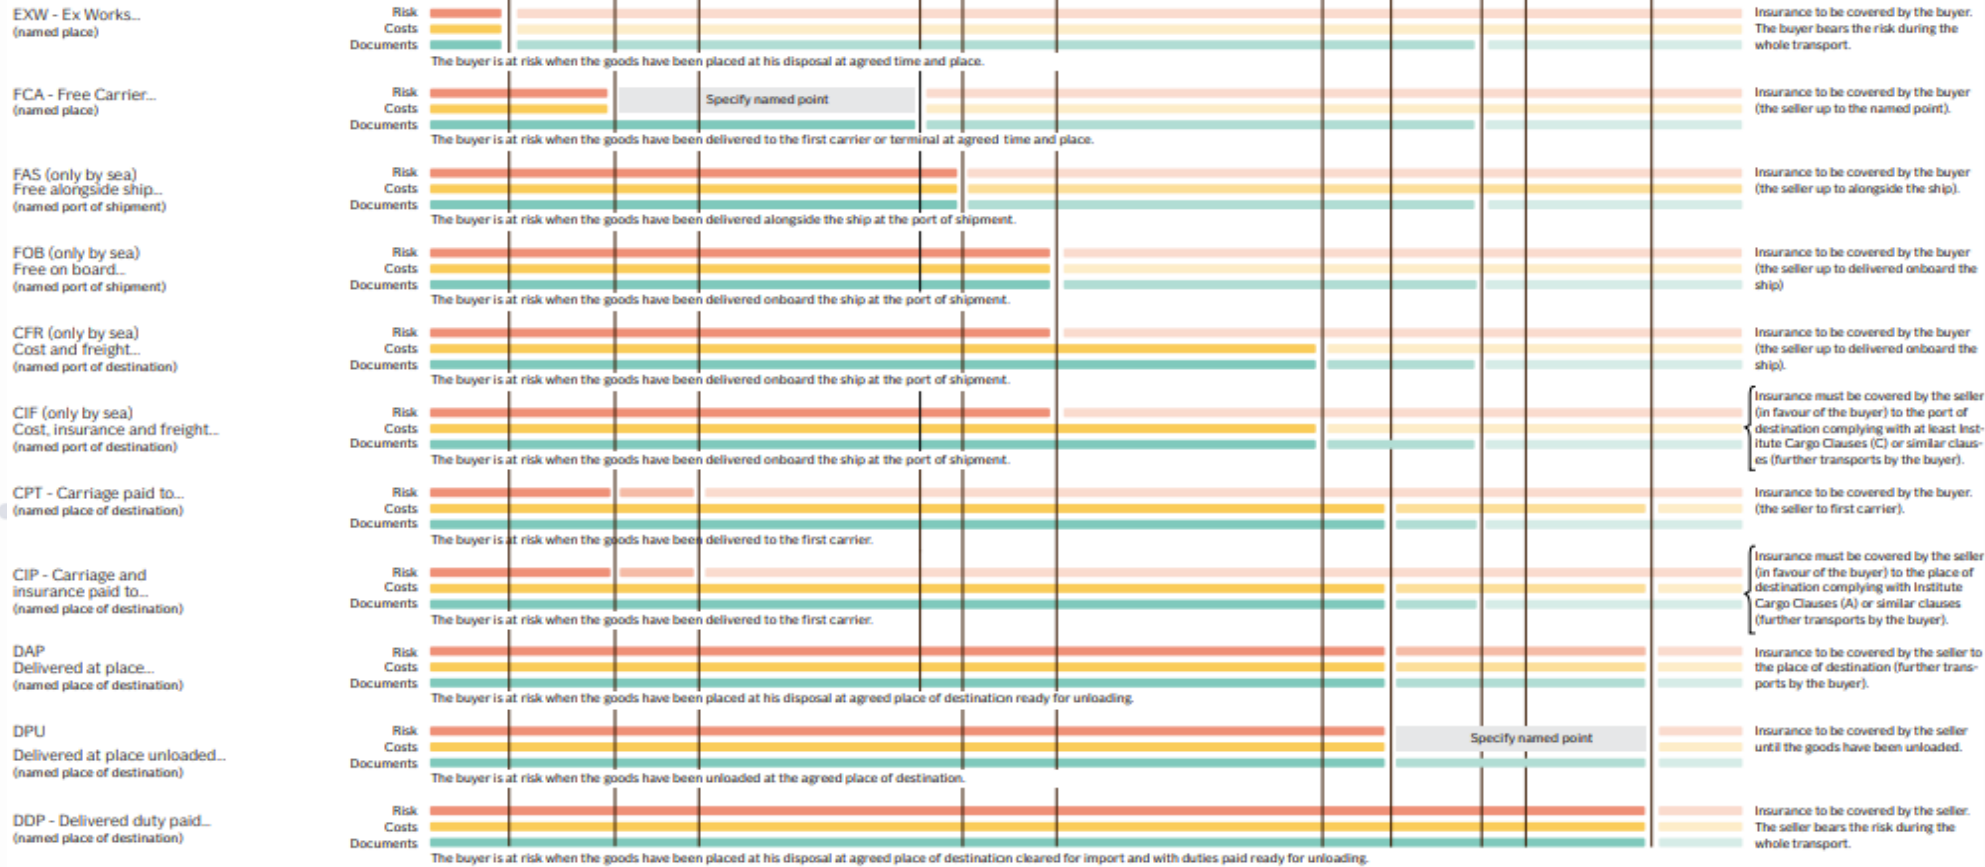 EXW - Ex Works...
(named place)
Risk
Costs
Documents
Insurance to be covered by the buyer.
The buyer bears the risk during the
whole transport.
The buyer is at risk when the goods have been placed at his disposal at agreed time and place.
FCA - Free Carrier...
(named place)
Risk
Costs
Documents
Specify named point
Insurance to be covered by the buyer
(the seller up to the named point).
The buyer is at risk when the goods have been delivered to the first carrier or terminal at agreed time and place.
FAS (only by sea)
Free alongside ship...
(named port of shipment)
Risk
Costs
Documents
Insurance to be covered by the buyer
(the seller up to alongside the ship).
The buyer is at risk when the goods have been delivered alongside the ship at the port of shipment.
FOB (only by sea)
Free on board...
(named port of shipment)
Risk
Costs
Documents
Insurance to be covered by the buyer
(the seller up to delivered onboard the
ship)
The buyer is at risk when the goods have been delivered onboard the ship at the port of shipment.
CFR (only by sea)
Cost and freight...
(named port of destination)
Risk
Costs
Documents
Insurance to be covered by the buyer
(the seller up to delivered onboard the
ship).
The buyer is at risk when the goods have been delivered onboard the ship at the port of shipment.
CIF (only by sea)
Cost, insurance and freight...
(named port of destination)
Risk
Costs
Documents
Insurance must be covered by the seller
(in favour of the buyer) to the port of
destination complying with at least Inst-
itute Cargo Clauses (C) or similar claus-
es (further transports by the buyer).
The buyer is at risk when the goods have been delivered onboard the ship at the port of shipment.
CPT - Carriage paid to...
(named place of destination)
Risk
Costs
Documents
Insurance to be covered by the buyer.
(the seller to first carrier).
The buyer is at risk when the goods have been delivered to the first carrier.
CIP - Carriage and
insurance paid to...
(named place of destination)
Risk
Costs
Documents
Insurance must be covered by the seller
(in favour of the buyer) to the place of
destination complying with Institute
Cargo Clauses (A) or similar clauses
(further transports by the buyer).
The buyer is at risk when the goods have been delivered to the first carrier.
DAP
Delivered at place...
(named place of destination)
Risk
Costs
Documents
Insurance to be covered by the seller to
the place of destination (further trans-
ports by the buyer).
The buyer is at risk when the goods have been placed at his disposal at agreed place of destination ready for unloading.
DPU
Delivered at place unloaded...
(named place of destination)
Risk
Costs
Documents
Specify named point
Insurance to be covered by the seller
until the goods have been unloaded.
The buyer is at risk when the goods have been unloaded at the agreed place of destination.
DDP - Delivered duty paid...
(named place of destination)
Risk
Costs
Documents
Insurance to be covered by the seller.
The seller bears the risk during the
whole transport.
The buyer is at risk when the goods have been placed at his disposal at agreed place of destination cleared for import and with duties paid ready for unloading.